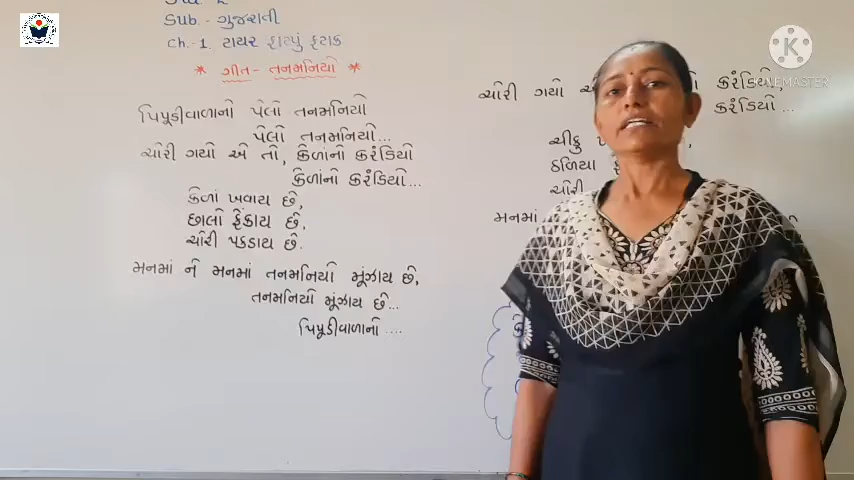 Sub. - ગુજરાતી
Ch.-1. ટાયર ફાટ્યું ફટાક
* ગીત - તનમનિયો *
પિપૂડીવાળાનો પેલો તનમનિયો
પેલો તનમનિયો...
ચોરી ગયો એ તો, કેળાંનો કરંડિયો
કેળાંનો કરંડિયો...
કેળાં ખવાય છે,
છાલો ફેંકાય છે,
ચોરી પકડાય છે.
મનમાં ને મનમાં તનમનિયો મૂંઝાય છે,
તનમનિયો મૂંઝાય છે...
પિપૂડીવાળાનો ....
ચોરી ગયો કરંડિયો,
કરંડિયો...
ચીકુ
ઠળિયા
ચોરી
મનમાં
KINEMASTER